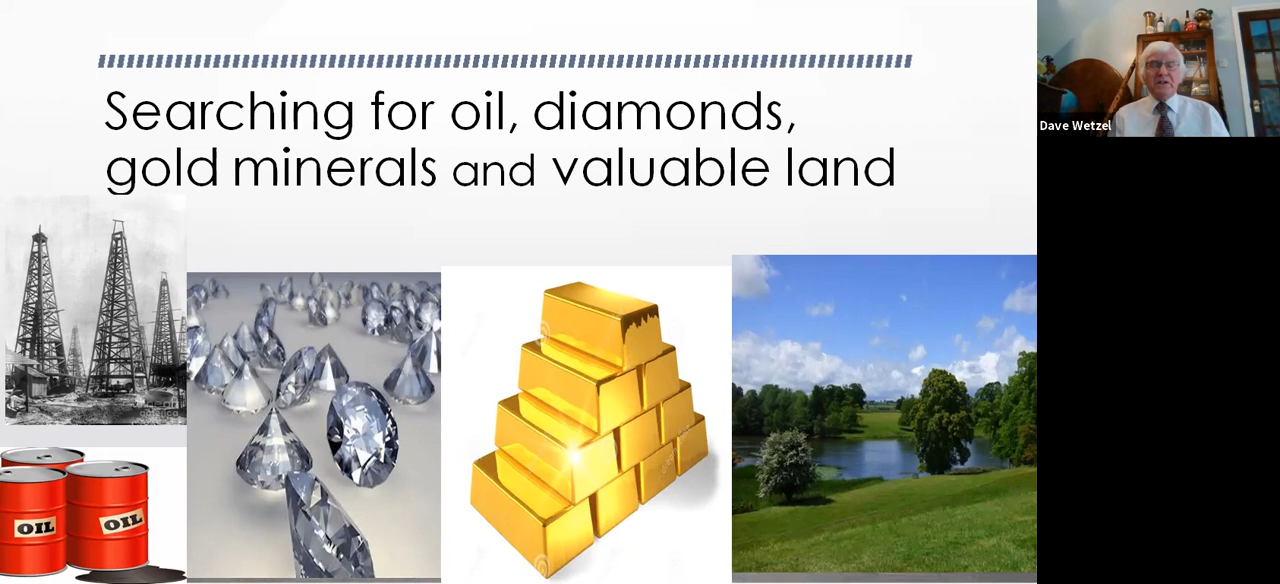 Searching for oil, diamonds,
gold minerals and valuable land
Dave Wetzel
OIL
OIL